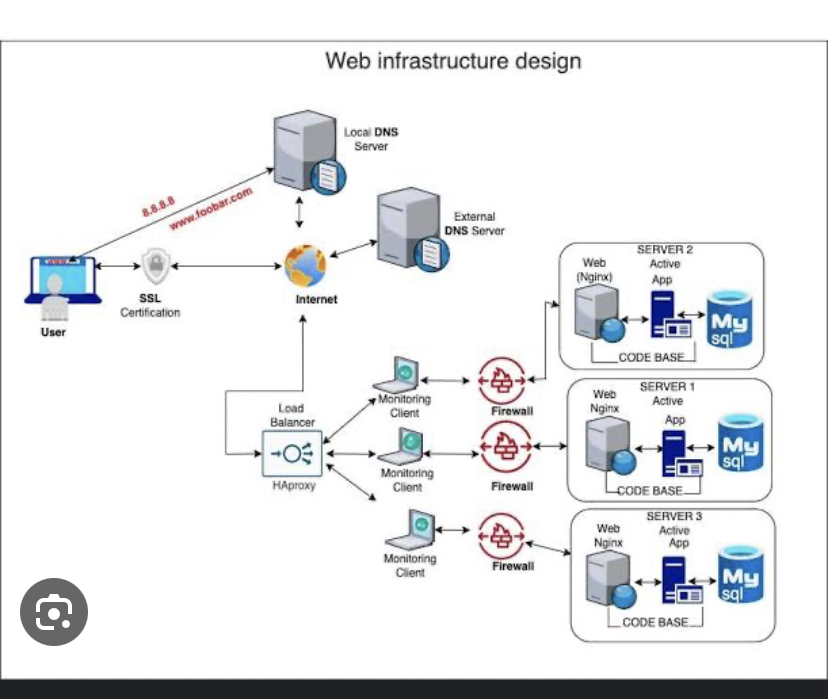 Web infrastructure design
Local DNS
Server
8.8.8.8
www.foobar.com
External
DNS Server
SSL
Certification
User
Internet
Load
Balancer
HAproxy
Monitoring
Client
Firewall
Monitoring
Client
Firewall
Monitoring
Client
Firewall
SERVER 2
Active
Web
(Nginx)
App
My
sql
CODE BASE
SERVER 1
Active
Web
Nginx
App
My
sql
CODE BASE
SERVER 3
Active
Web
Nginx
App
My
sql
CODE BASE